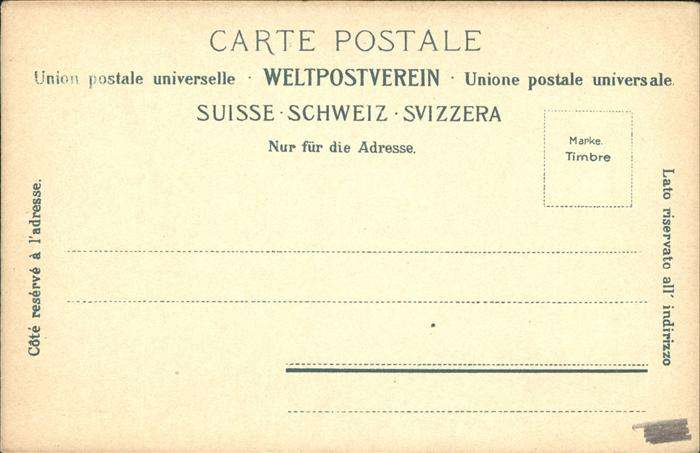 CARTE POSTALE
Union postale universelle · WELTPOSTVEREIN · Unione postale universale.
SUISSE · SCHWEIZ · SVIZZERA
Nur für die Adresse.
Marke.
Timbre
Côté resérvé à l'adresse.
Lato riservato all' indirizzo